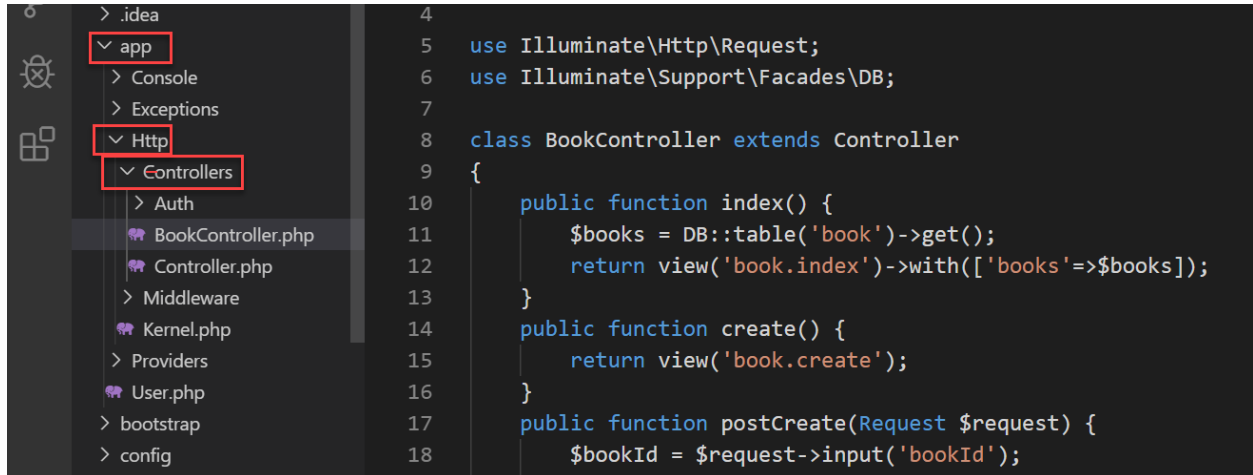 .idea
app
Console
Exceptions
Http
Controllers
Auth
BookController.php
Controller.php
Middleware
Kernel.php
Providers
User.php
bootstrap
config
4
5 use Illuminate\Http\Request;
6 use Illuminate\Support\Facades\DB;
7
8 class BookController extends Controller
9 {
10 public function index() {
11 $books = DB::table('book')->get();
12 return view('book.index')->with(['books'=>$books]);
13 }
14 public function create() {
15 return view('book.create');
16 }
17 public function postCreate(Request $request) {
18 $bookId = $request->input('bookId');